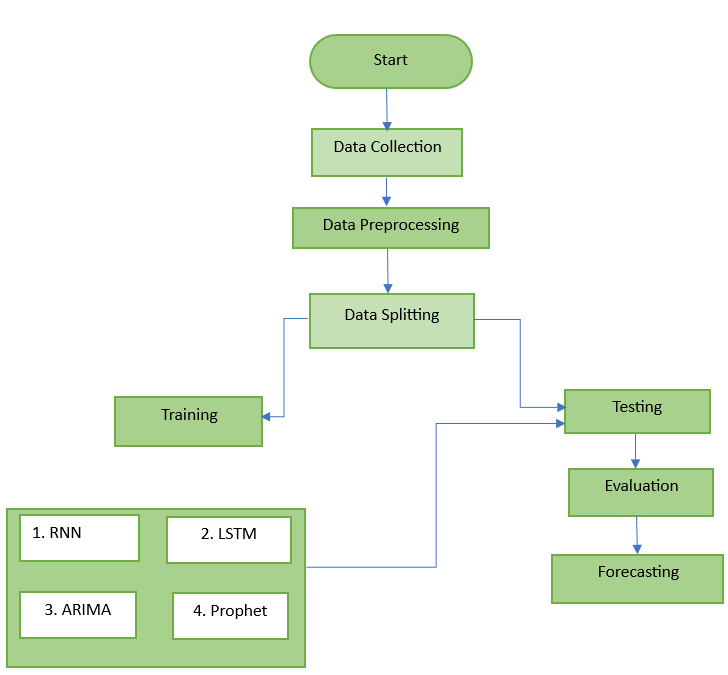 Start
Data Collection
Data Preprocessing
Data Splitting
Training
Testing
Evaluation
Forecasting
1. RNN
2. LSTM
3. ARIMA
4. Prophet